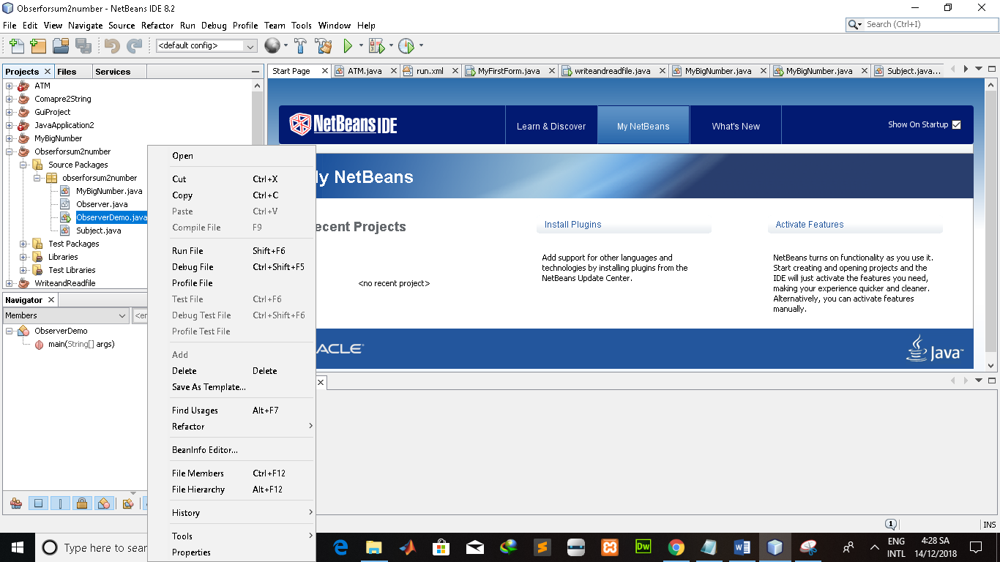 Obserforsum2number - NetBeans IDE 8.2
File Edit View Navigate Source Refactor Run Debug Profile Team Tools Window Help
Search (Ctrl+I)
<default config>
Projects Files Services
ATM
Comapre2String
GuiProject
JavaApplication2
MyBigNumber
Obserforsum2number
Source Packages
obserforsum2number
MyBigNumber.java
Observer.java
ObserverDemo.java
Subject.java
Test Packages
Libraries
Test Libraries
WriteandReadfile
Navigator
Members
<en
ObserverDemo
main(String[] args)
Open
Cut Ctrl+X
Copy Ctrl+C
Paste Ctrl+V
Compile File F9
Run File Shift+F6
Debug File Ctrl+Shift+F5
Profile File
Test File Ctrl+F6
Debug Test File Ctrl+Shift+F6
Profile Test File
Add
Delete Delete
Save As Template...
Find Usages Alt+F7
Refactor
BeanInfo Editor...
File Members Ctrl+F12
File Hierarchy Alt+F12
History
Tools
Properties
Start Page ATM.java run.xml MyFirstForm.java writeandreadfile.java MyBigNumber.java MyBigNumber.java Subject.java...
NetBeans IDE
Learn & Discover My NetBeans What's New Show On Startup
y NetBeans
ecent Projects
<no recent project>
Install Plugins
Add support for other languages and
technologies by installing plugins from the
NetBeans Update Center.
Activate Features
NetBeans turns on functionality as you use it.
Start creating and opening projects and the
IDE will just activate the features you need,
making your experience quicker and cleaner.
Alternatively, you can activate features
manually.
ACLE
Java
1 INS
Type here to sear
Dw
ENG
INTL
4:28 SA
14/12/2018